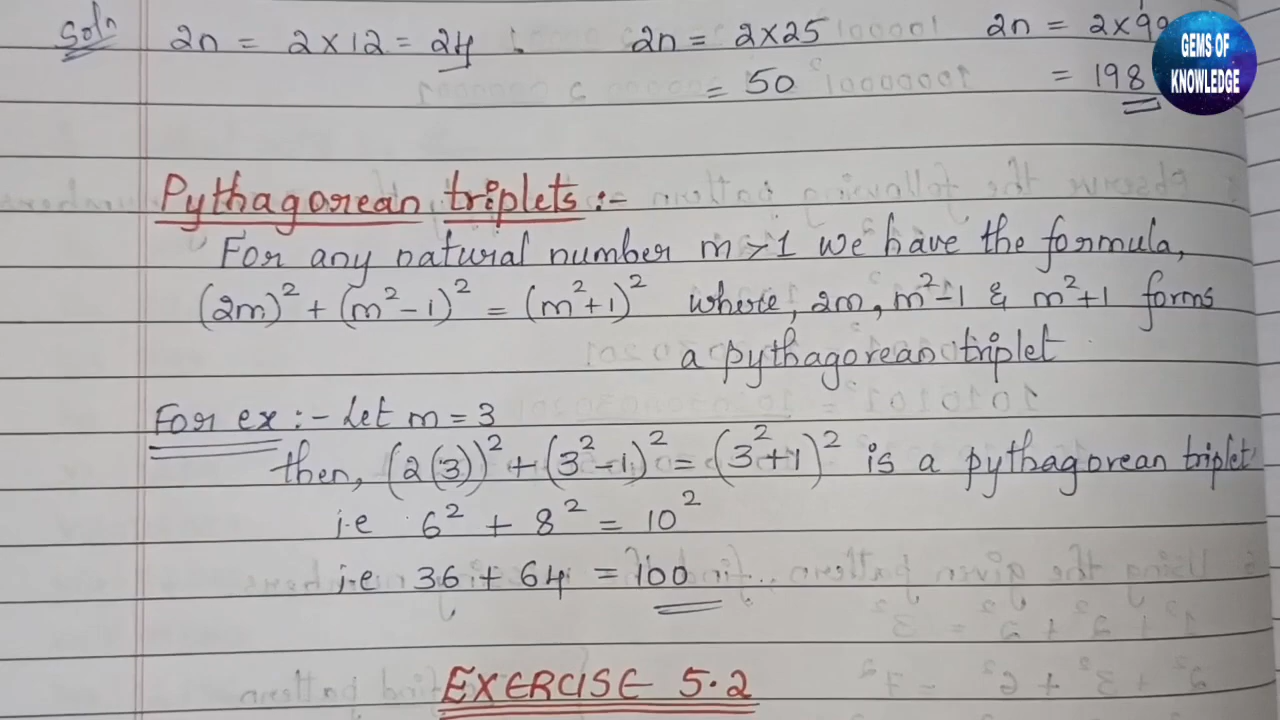 Soln 2n = 2×12 = 24 . 2n = 2×25 2n = 2×99
= 50 = 198
GEMS OF
KNOWLEDGE
Pythagorean triplets :-
For any natural number m > 1 we have the formula,
(2m)² + (m² - 1)² = (m² + 1)² where, 2m, m² - 1 & m² + 1 forms
a pythagorean triplet
For ex :- Let m = 3
then, (2(3))² + (3² - 1)² = (3² + 1)² is a pythagorean triplet
i.e 6² + 8² = 10²
i.e 36 + 64 = 100
EXERCISE 5.2